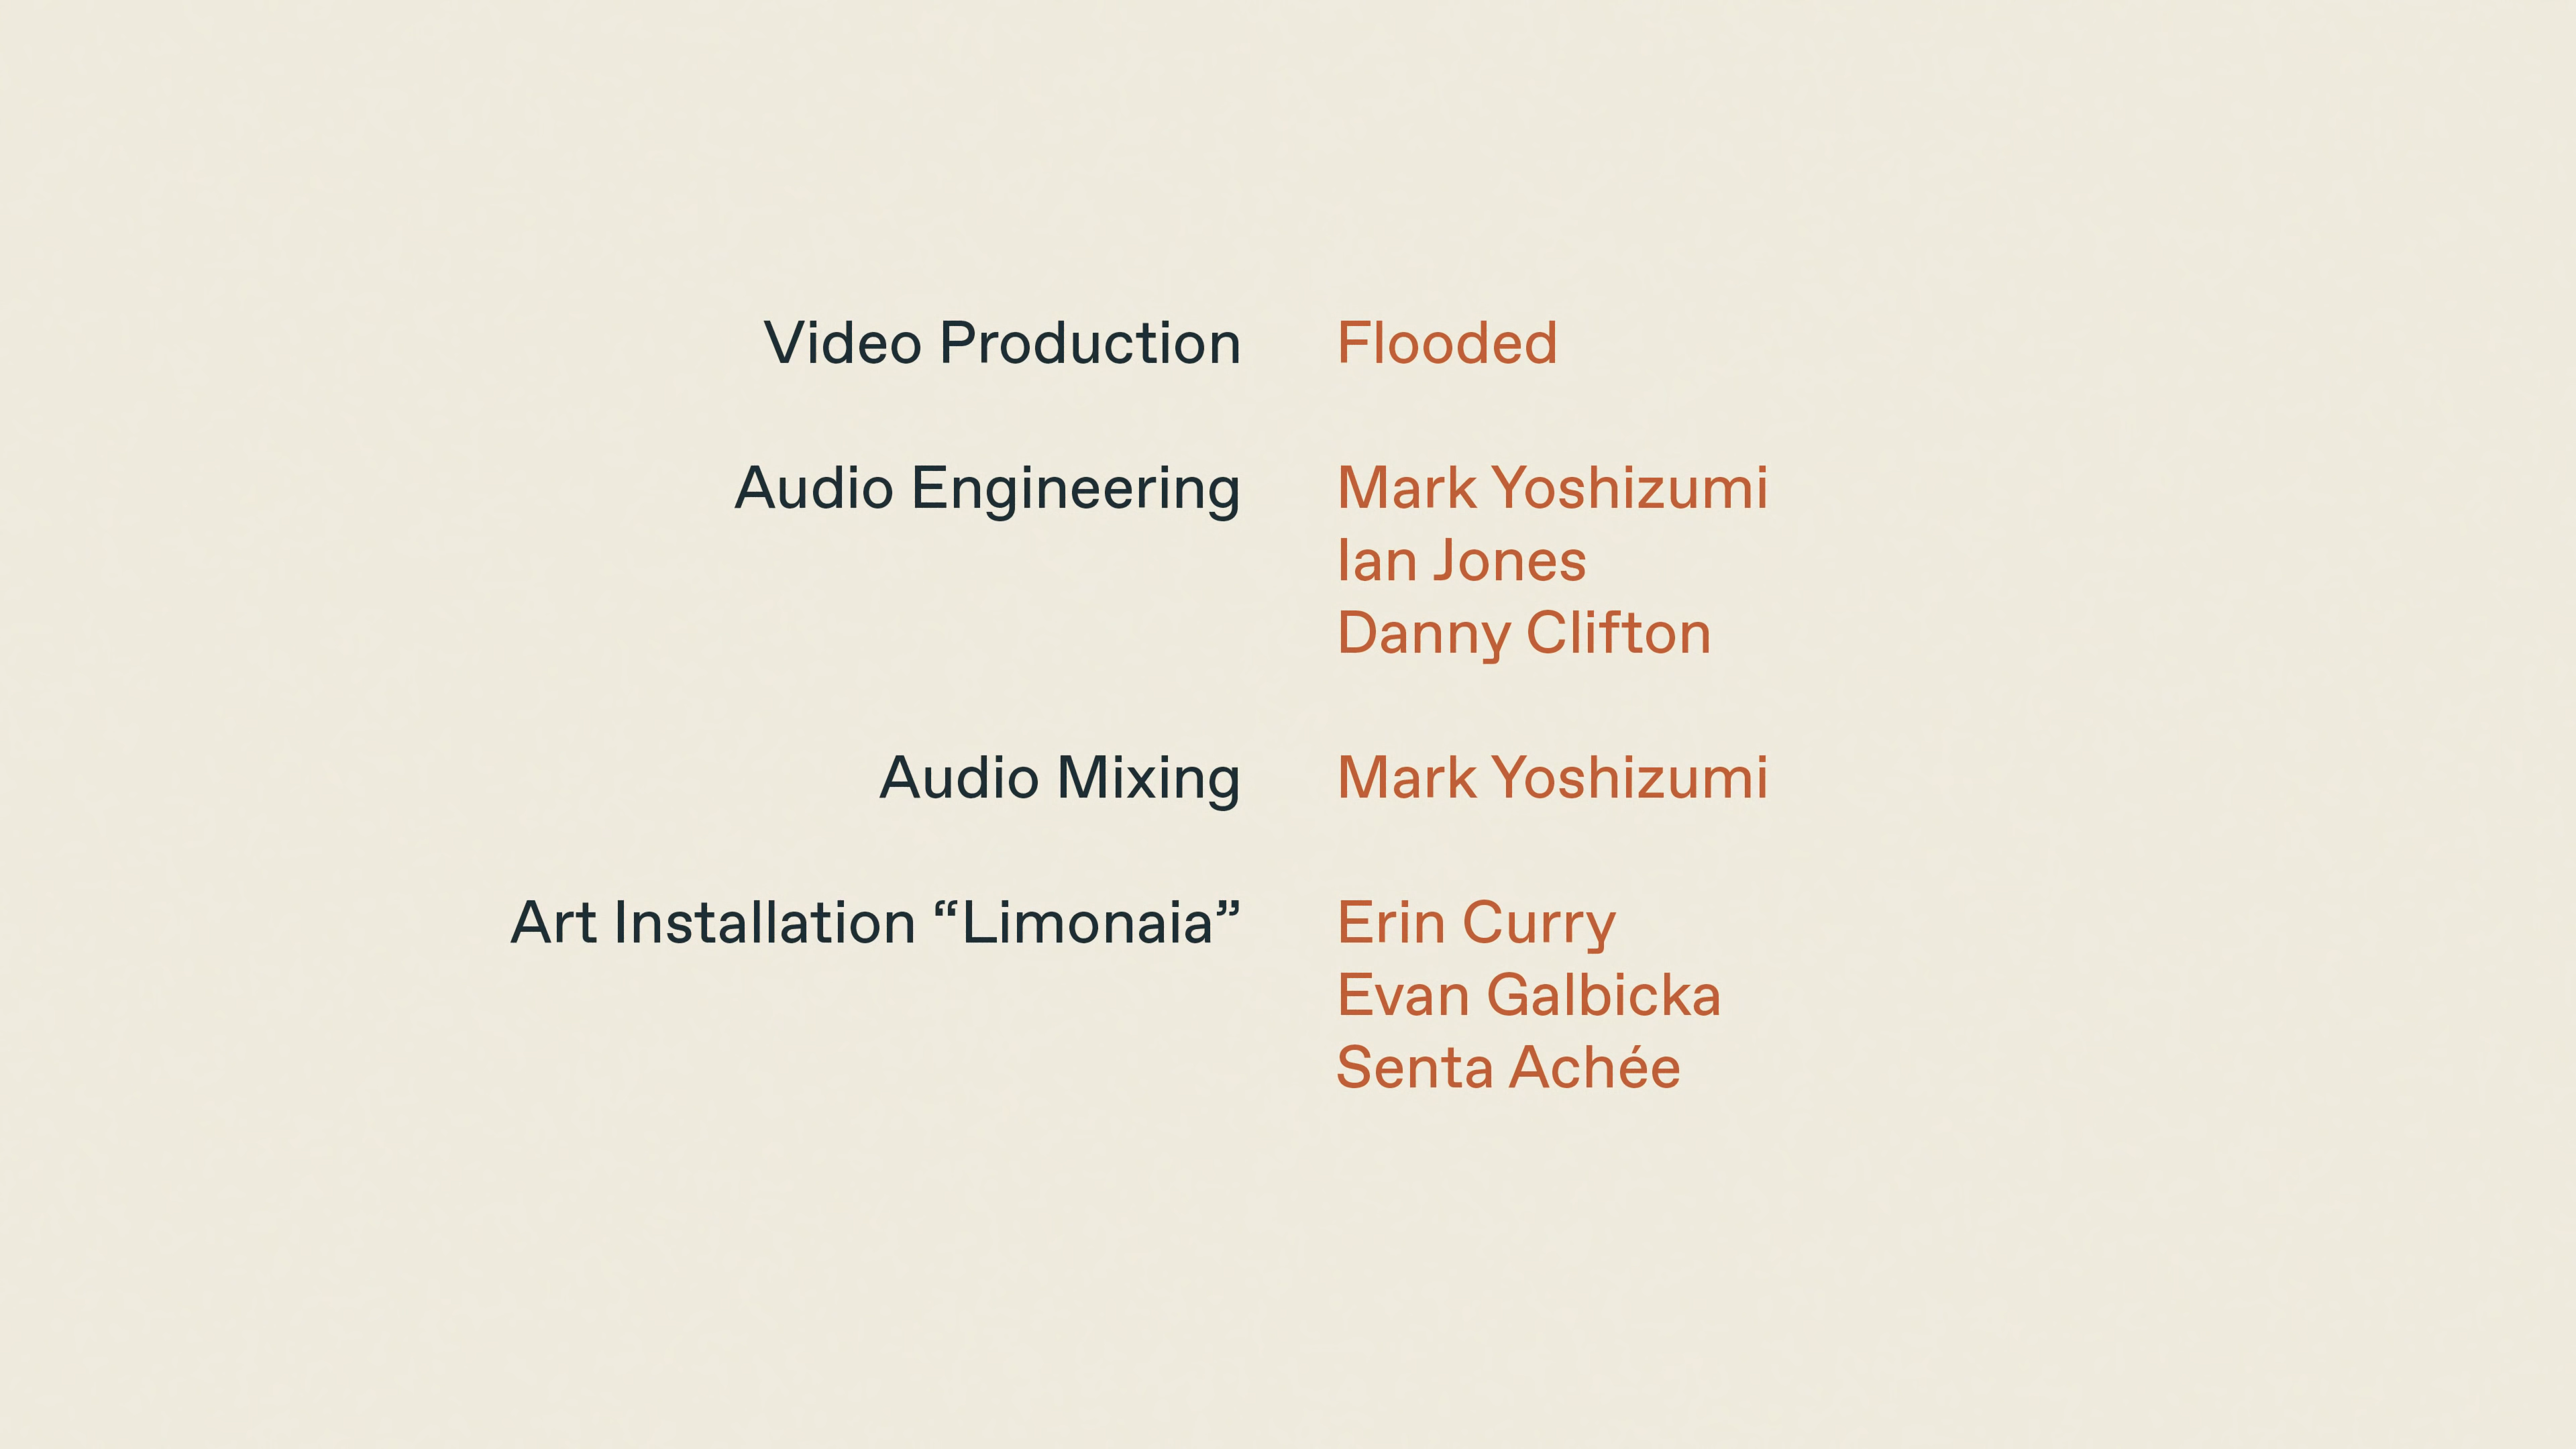 Video Production Flooded
Audio Engineering Mark Yoshizumi
Ian Jones
Danny Clifton
Audio Mixing Mark Yoshizumi
Art Installation “Limonaia” Erin Curry
Evan Galbicka
Senta Achée